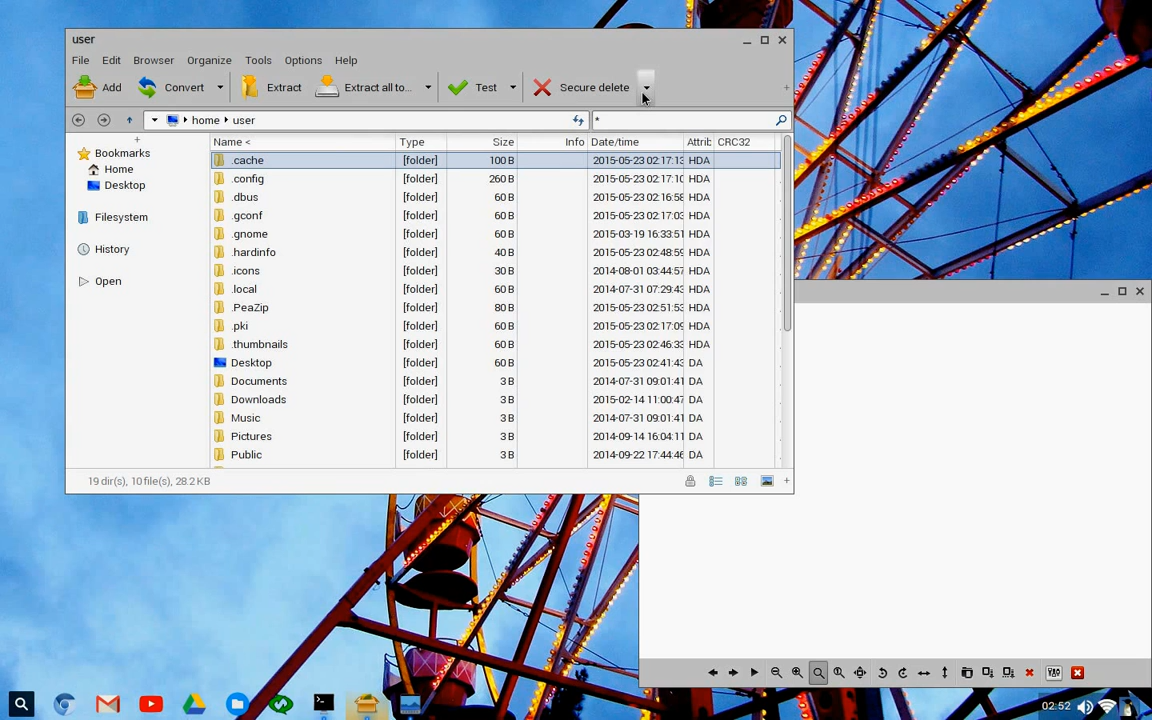 user
File Edit Browser Organize Tools Options Help
Add Convert Extract Extract all to... Test Secure delete +
home user *
+
Bookmarks
Home
Desktop
Filesystem
History
Open
Name < Type Size Info Date/time Attrib CRC32
.cache [folder] 100 B 2015-05-23 02:17:13 HDA
.config [folder] 260 B 2015-05-23 02:17:10 HDA
.dbus [folder] 60 B 2015-05-23 02:16:58 HDA
.gconf [folder] 60 B 2015-05-23 02:17:03 HDA
.gnome [folder] 60 B 2015-03-19 16:33:51 HDA
.hardinfo [folder] 40 B 2015-05-23 02:48:59 HDA
.icons [folder] 30 B 2014-08-01 03:44:57 HDA
.local [folder] 60 B 2014-07-31 07:29:43 HDA
.PeaZip [folder] 80 B 2015-05-23 02:51:53 HDA
.pki [folder] 60 B 2015-05-23 02:17:09 HDA
.thumbnails [folder] 60 B 2015-05-23 02:46:33 HDA
Desktop [folder] 60 B 2015-05-23 02:41:43 DA
Documents [folder] 3 B 2014-07-31 09:01:41 DA
Downloads [folder] 3 B 2015-02-14 11:00:47 DA
Music [folder] 3 B 2014-07-31 09:01:41 DA
Pictures [folder] 3 B 2014-09-14 16:04:11 DA
Public [folder] 3 B 2014-09-22 17:44:46 DA
19 dir(s), 10 file(s), 28.2 KB +
02:52